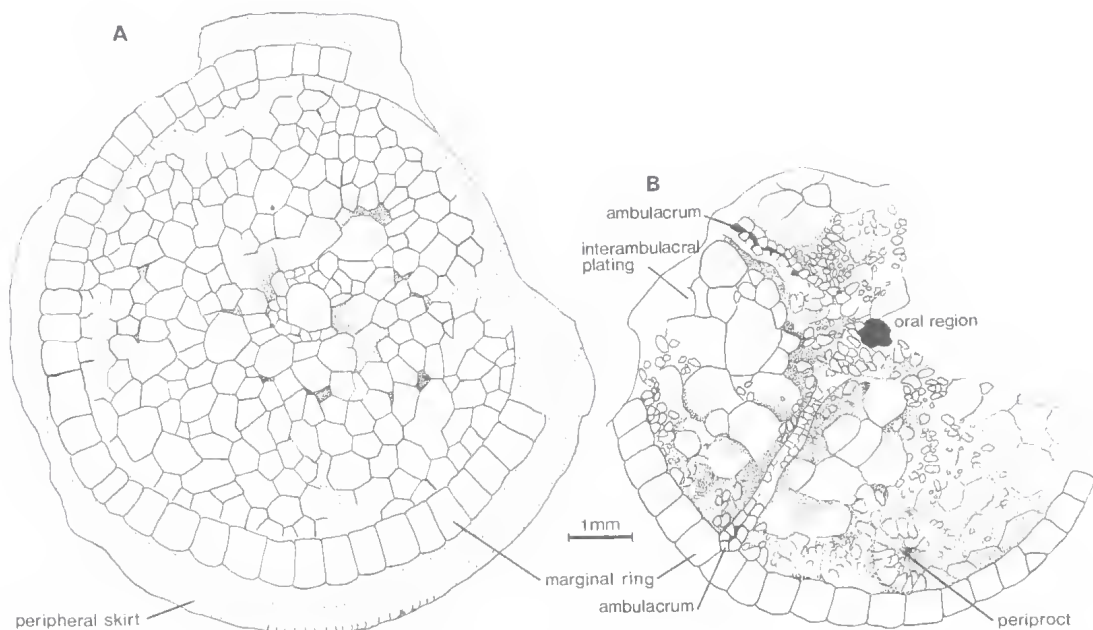 A
B
ambulacrum
interambulacral
plating
oral region
1mm
marginal ring
ambulacrum
peripheral skirt
periproct